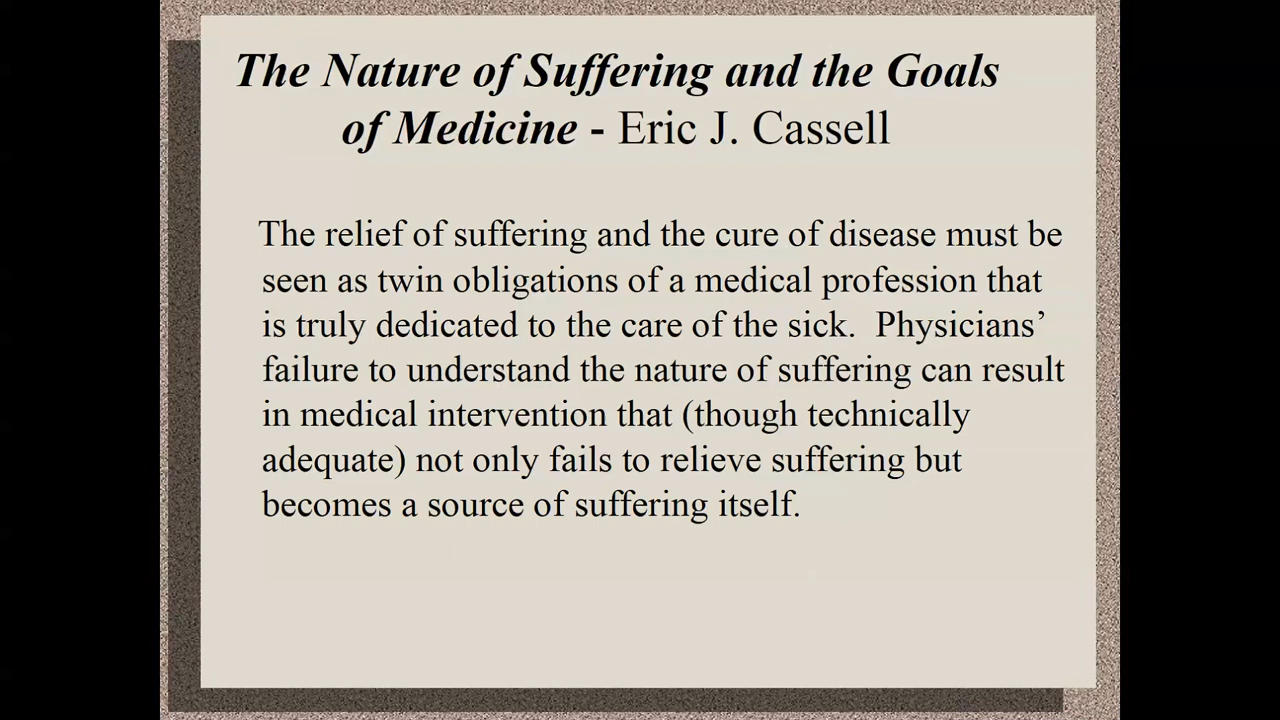 The Nature of Suffering and the Goals
of Medicine - Eric J. Cassell
The relief of suffering and the cure of disease must be
seen as twin obligations of a medical profession that
is truly dedicated to the care of the sick.  Physicians’
failure to understand the nature of suffering can result
in medical intervention that (though technically
adequate) not only fails to relieve suffering but
becomes a source of suffering itself.